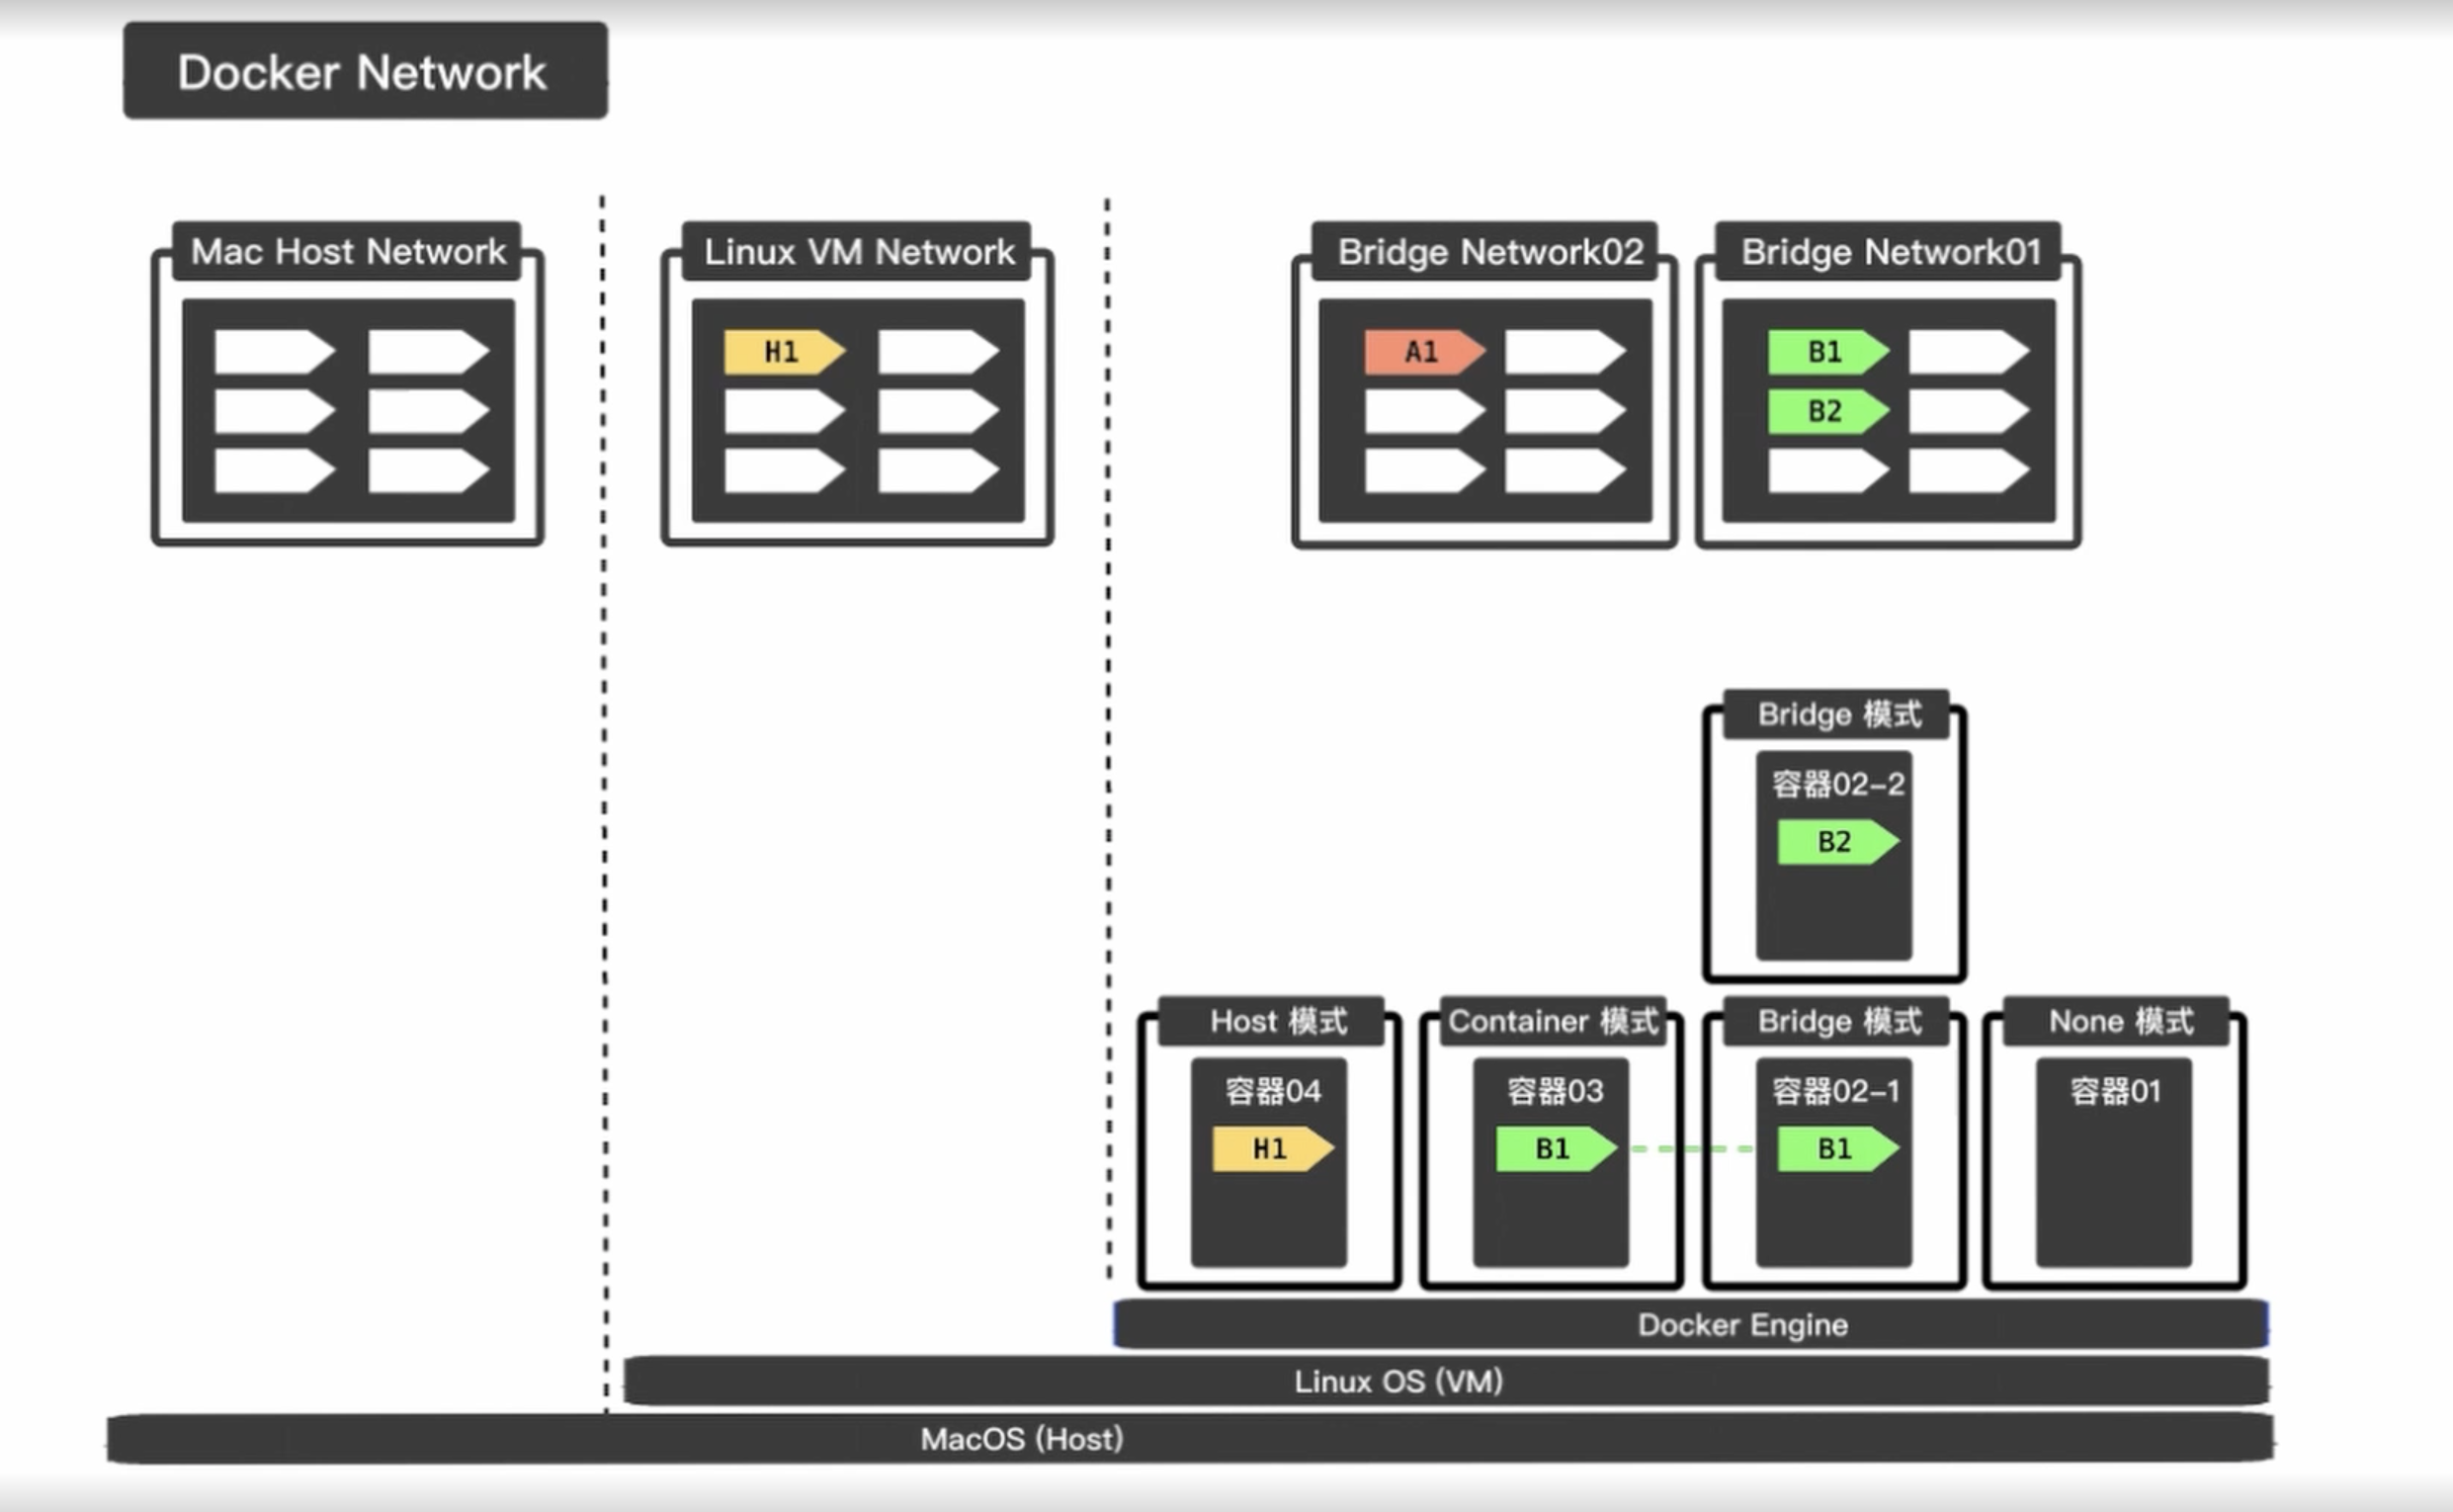 Docker Network
Mac Host Network
Linux VM Network
Bridge Network02
Bridge Network01
H1
A1
B1
B2
Bridge 模式
容器02-2
B2
Host 模式
Container 模式
Bridge 模式
None 模式
容器04
容器03
容器02-1
容器01
H1
B1
B1
Docker Engine
Linux OS (VM)
MacOS (Host)